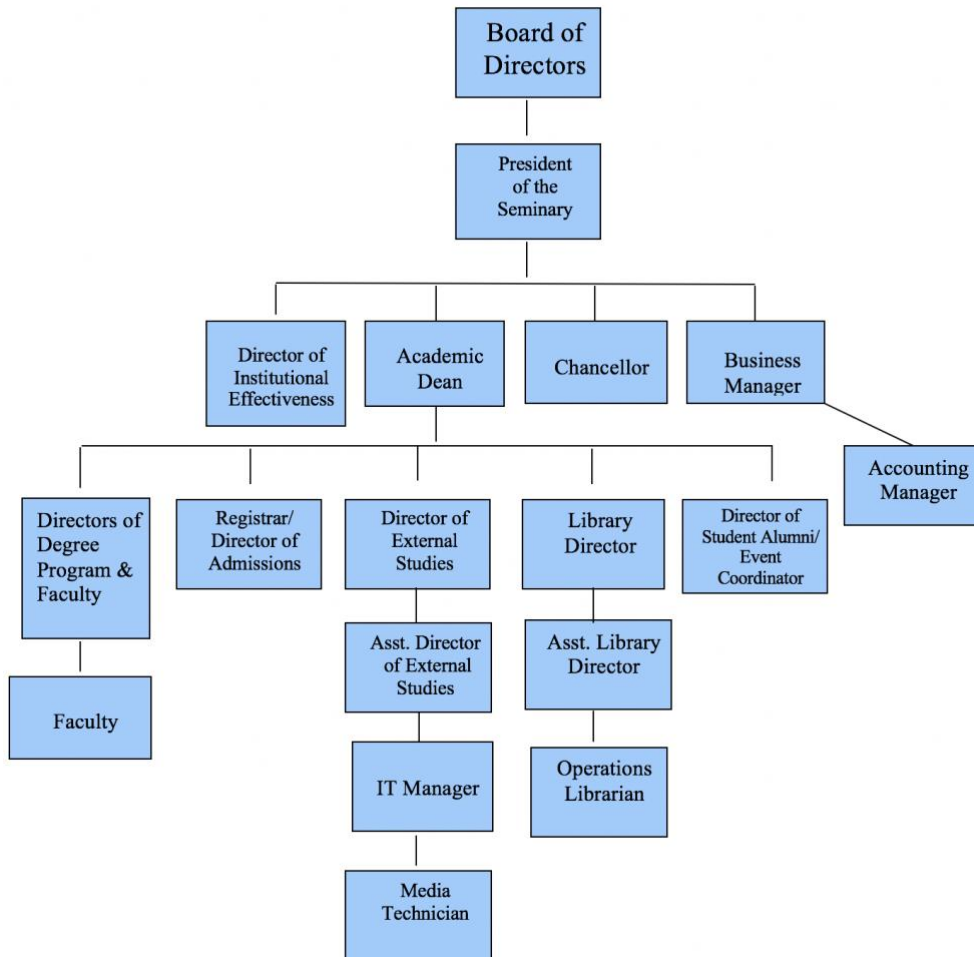 Board of
Directors
President
of the
Seminary
Director of
Institutional
Effectiveness
Academic
Dean
Chancellor
Business
Manager
Accounting
Manager
Directors of
Degree
Program &
Faculty
Registrar/
Director of
Admissions
Director of
External
Studies
Library
Director
Director of
Student Alumni/
Event
Coordinator
Faculty
Asst. Director
of External
Studies
Asst. Library
Director
IT Manager
Operations
Librarian
Media
Technician